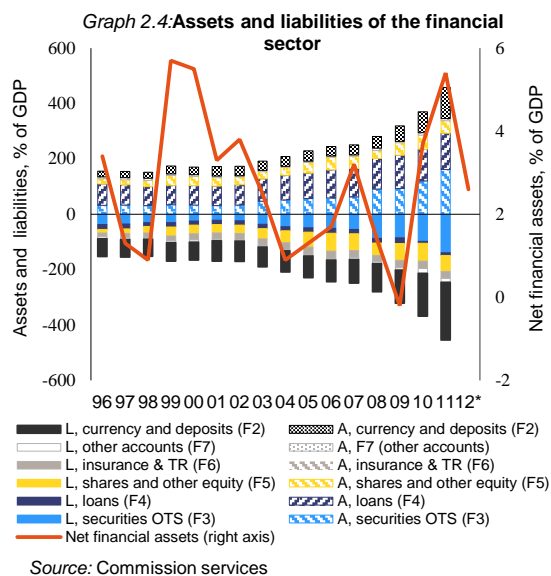 Graph 2.4: Assets and liabilities of the financial
sector
Assets and liabilities, % of GDP
600
400
200
0
-200
-400
-600
Net financial assets, % of GDP
6
4
2
0
-2
96 97 98 99 00 01 02 03 04 05 06 07 08 09 10 11 12*
L, currency and deposits (F2)
A, currency and deposits (F2)
L, other accounts (F7)
A, F7 (other accounts)
L, insurance & TR (F6)
A, insurance & TR (F6)
L, shares and other equity (F5)
A, shares and other equity (F5)
L, loans (F4)
A, loans (F4)
L, securities OTS (F3)
A, securities OTS (F3)
Net financial assets (right axis)
Source: Commission services